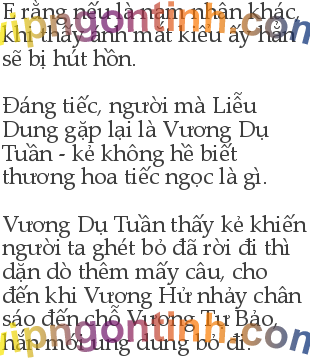 E rằng nếu là nam nhân khác,
khi thấy ánh mắt kiểu ấy hẳn
sẽ bị hút hồn.
Đáng tiếc, người mà Liễu
Dung gặp lại là Vương Dụ
Tuần - kẻ không hề biết
thương hoa tiếc ngọc là gì.
Vương Dụ Tuần thấy kẻ khiến
người ta ghét bỏ đã rời đi thì
dặn dò thêm mấy câu, cho
đến khi Vượng Hử nhảy chân
sáo đến chỗ Vương Tự Bảo,
hắn mới ung dung bỏ đi.
vipngontinh.com
vipngontinh.com